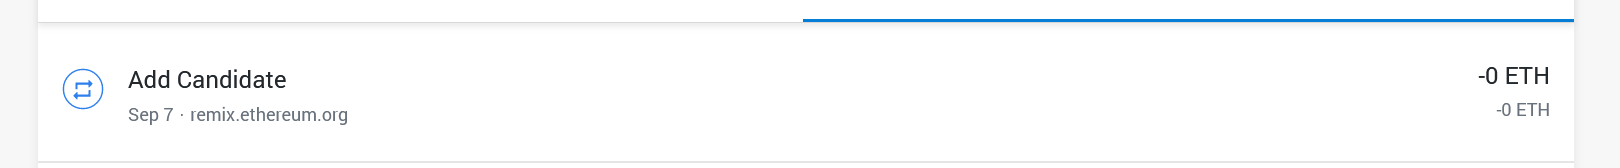 Add Candidate
-0 ETH
Sep 7 · remix.ethereum.org
-0 ETH